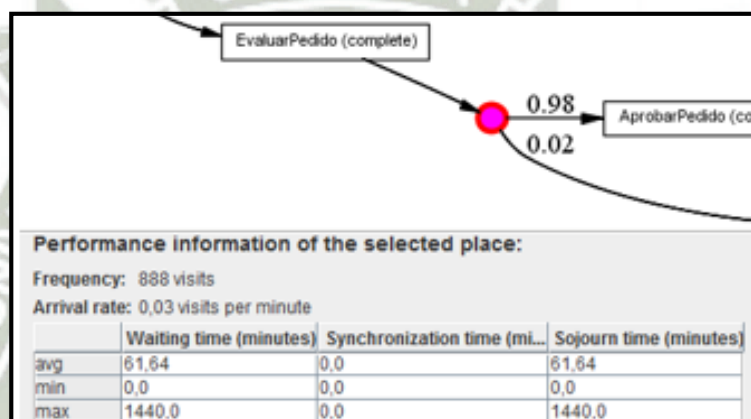 EvaluarPedido (complete)
0.98
AprobarPedido (co
0.02
Performance information of the selected place:
Frequency: 888 visits
Arrival rate: 0,03 visits per minute
Waiting time (minutes) Synchronization time (mi... Sojourn time (minutes)
avg 61,64 0,0 61,64
min 0,0 0,0 0,0
max 1440,0 0,0 1440,0